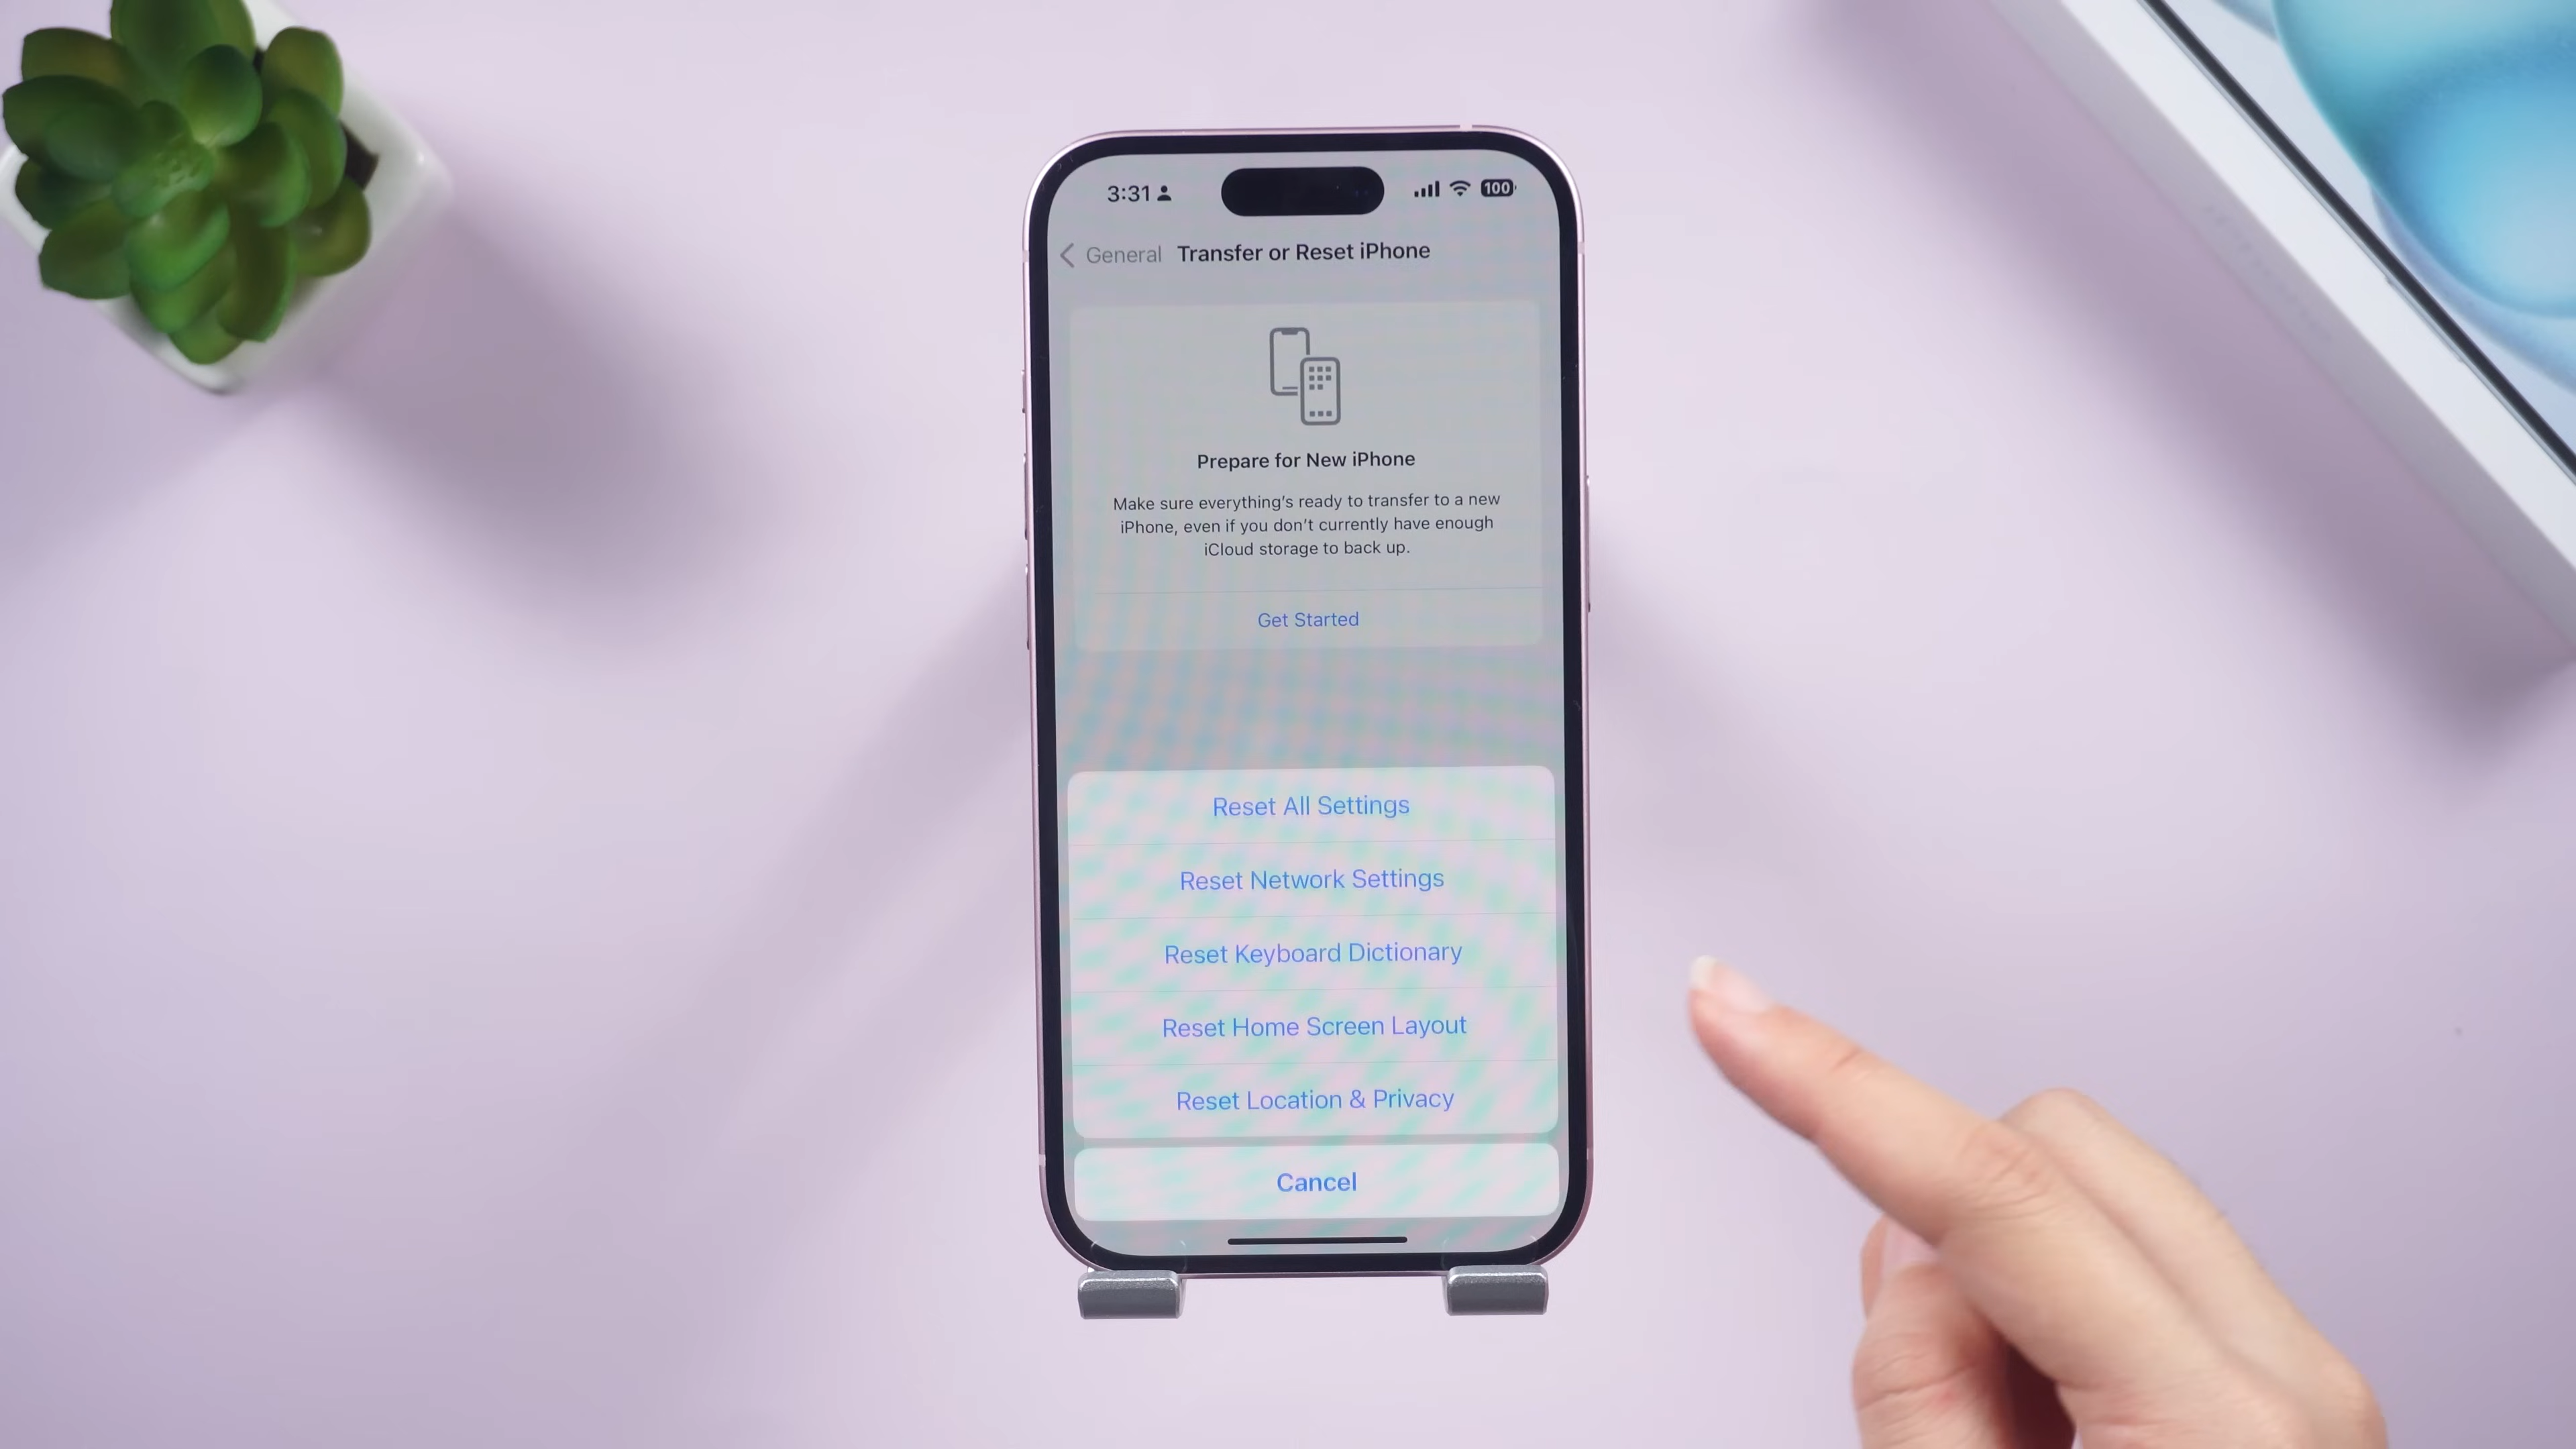 3:31
100
General Transfer or Reset iPhone
Prepare for New iPhone
Make sure everything's ready to transfer to a new
iPhone, even if you don't currently have enough
iCloud storage to back up.
Get Started
Reset All Settings
Reset Network Settings
Reset Keyboard Dictionary
Reset Home Screen Layout
Reset Location & Privacy
Cancel